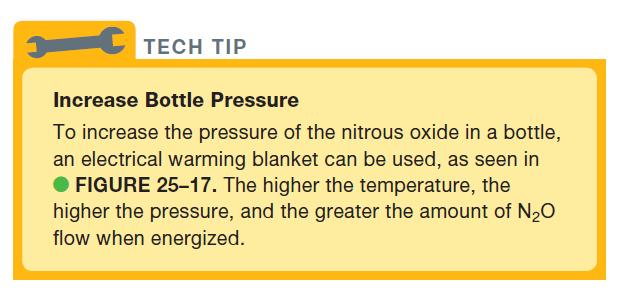 TECH TIP
Increase Bottle Pressure
To increase the pressure of the nitrous oxide in a bottle,
an electrical warming blanket can be used, as seen in
● FIGURE 25–17. The higher the temperature, the
higher the pressure, and the greater the amount of N₂O
flow when energized.